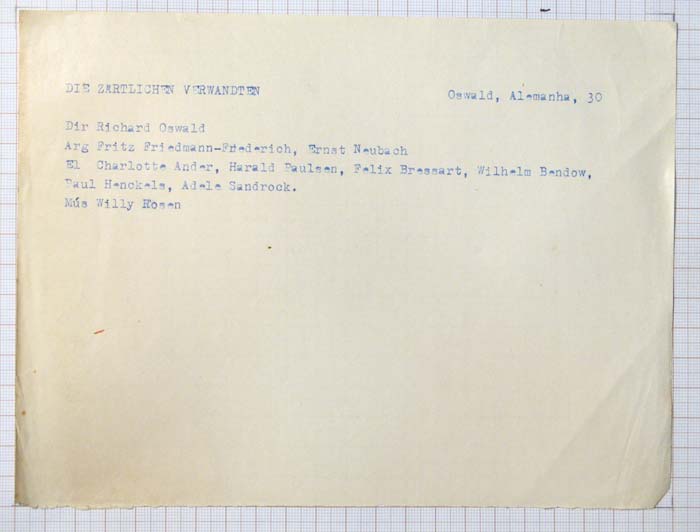 DIE ZÄRTLICHEN VERWANDTEN
Oswald, Alemanha, 30
Dir Richard Oswald
Arg Fritz Friedmann-Friederich, Ernst Neubach
El Charlotte Ander, Harald Paulsen, Felix Bressart, Wilhelm Bendow,
Paul Henckels, Adele Sandrock.
Mús Willy Rosen